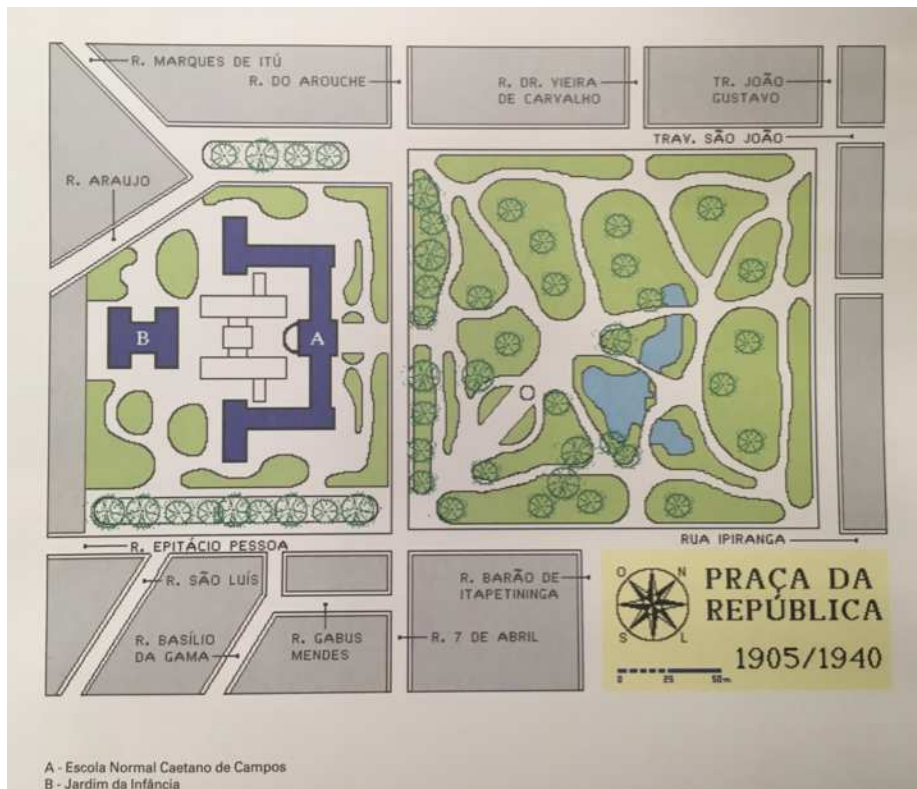 R. MARQUES DE ITÚ
R. DO AROUCHE
R. DR. VIEIRA
DE CARVALHO
TR. JOÃO
GUSTAVO
TRAV. SÃO JOÃO
R. ARAUJO
B
A
R. EPITÁCIO PESSOA
RUA IPIRANGA
R. SÃO LUÍS
R. BASÍLIO
DA GAMA
R. GABUS
MENDES
R. 7 DE ABRIL
R. BARÃO DE
ITAPETININGA
O N
S L
PRAÇA DA
REPÚBLICA
1905/1940
0 25 50m
A - Escola Normal Caetano de Campos
B - Jardim da Infância